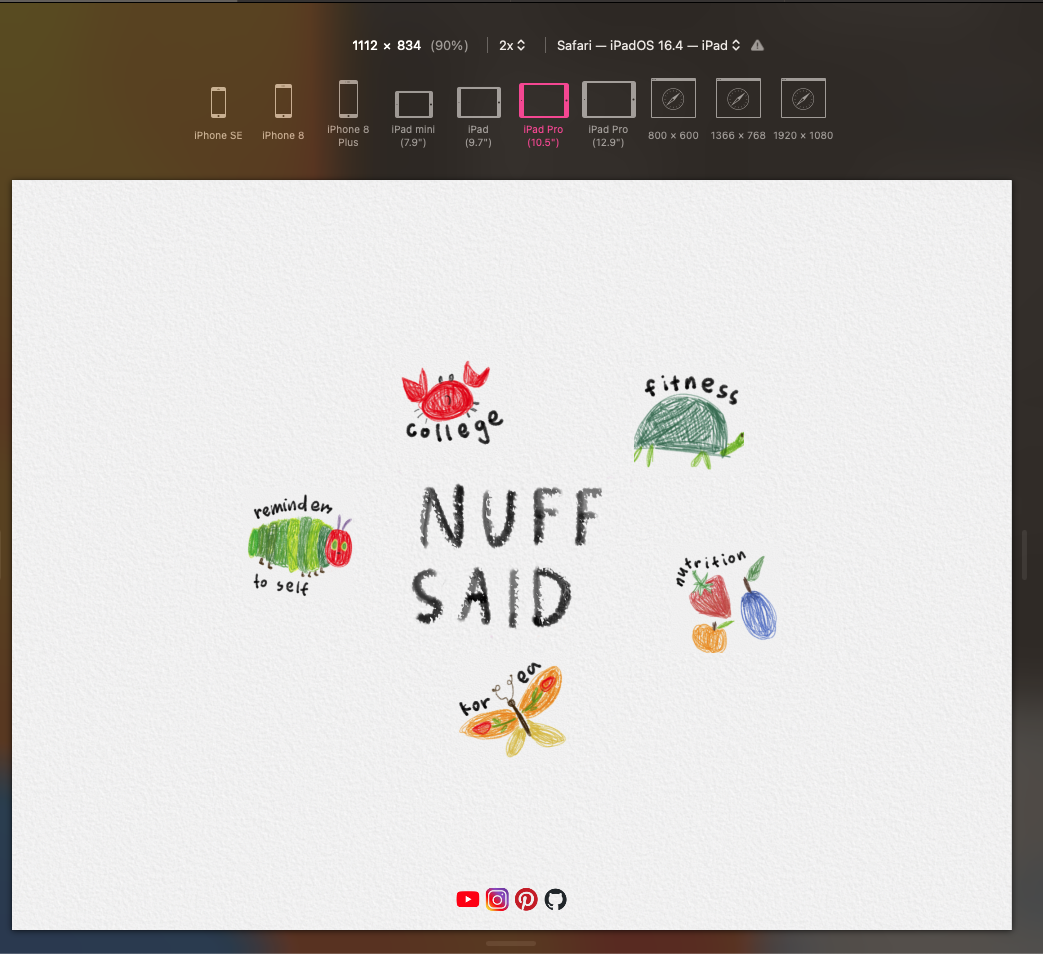 1112 × 834 (90%) 2x Safari — iPadOS 16.4 — iPad
iPhone SE
iPhone 8
iPhone 8
Plus
iPad mini
(7.9")
iPad
(9.7")
iPad Pro
(10.5")
iPad Pro
(12.9")
800 × 600
1366 × 768
1920 × 1080
college
fitness
reminder
to self
NUFF
SAID
nutrition
korea